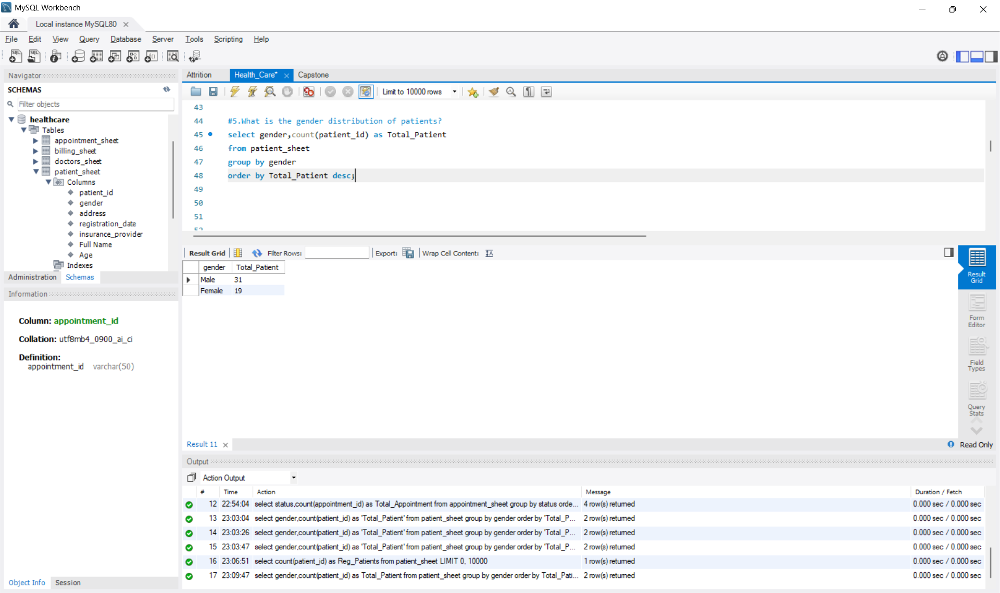 MySQL Workbench
Local instance MySQL80
File Edit View Query Database Server Tools Scripting Help
Navigator
SCHEMAS
Filter objects
healthcare
Tables
appointment_sheet
billing_sheet
doctors_sheet
patient_sheet
Columns
patient_id
gender
address
registration_date
insurance_provider
Full Name
Age
Indexes
Administration Schemas
Information
Column: appointment_id
Collation: utf8mb4_0900_ai_ci
Definition:
appointment_id varchar(50)
Object Info Session
Attrition Health_Care* Capstone
Limit to 10000 rows
43
44 #5.What is the gender distribution of patients?
45 select gender,count(patient_id) as Total_Patient
46 from patient_sheet
47 group by gender
48 order by Total_Patient desc;
49
50
51
52
Result Grid Filter Rows: Export: Wrap Cell Content:
gender Total_Patient
Male 31
Female 19
Result Grid
Form Editor
Field Types
Query Stats
Result 11
Read Only
Output
Action Output
# Time Action Message Duration / Fetch
12 22:54:04 select status,count(appointment_id) as Total_Appointment from appointment_sheet group by status orde... 4 row(s) returned 0.000 sec / 0.000 sec
13 23:03:04 select gender,count(patient_id) as 'Total_Patient' from patient_sheet group by gender order by 'Total_P... 2 row(s) returned 0.000 sec / 0.000 sec
14 23:03:26 select gender,count(patient_id) as 'Total_Patient' from patient_sheet group by gender order by 'Total_P... 2 row(s) returned 0.000 sec / 0.000 sec
15 23:03:47 select gender,count(patient_id) as 'Total_Patient' from patient_sheet group by gender order by 'Total_P... 2 row(s) returned 0.000 sec / 0.000 sec
16 23:06:51 select count(patient_id) as Reg_Patients from patient_sheet LIMIT 0, 10000 1 row(s) returned 0.000 sec / 0.000 sec
17 23:09:47 select gender,count(patient_id) as Total_Patient from patient_sheet group by gender order by Total_Pati... 2 row(s) returned 0.000 sec / 0.000 sec